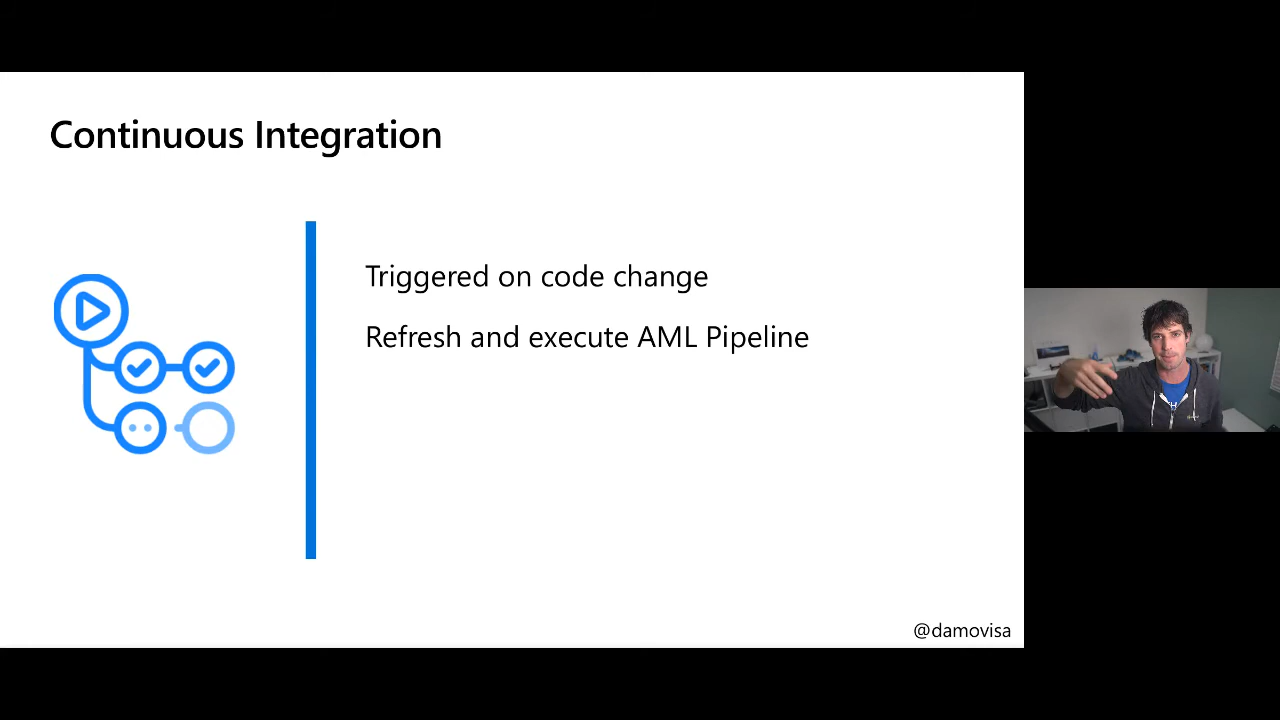 Continuous Integration
Triggered on code change
Refresh and execute AML Pipeline
@damovisa